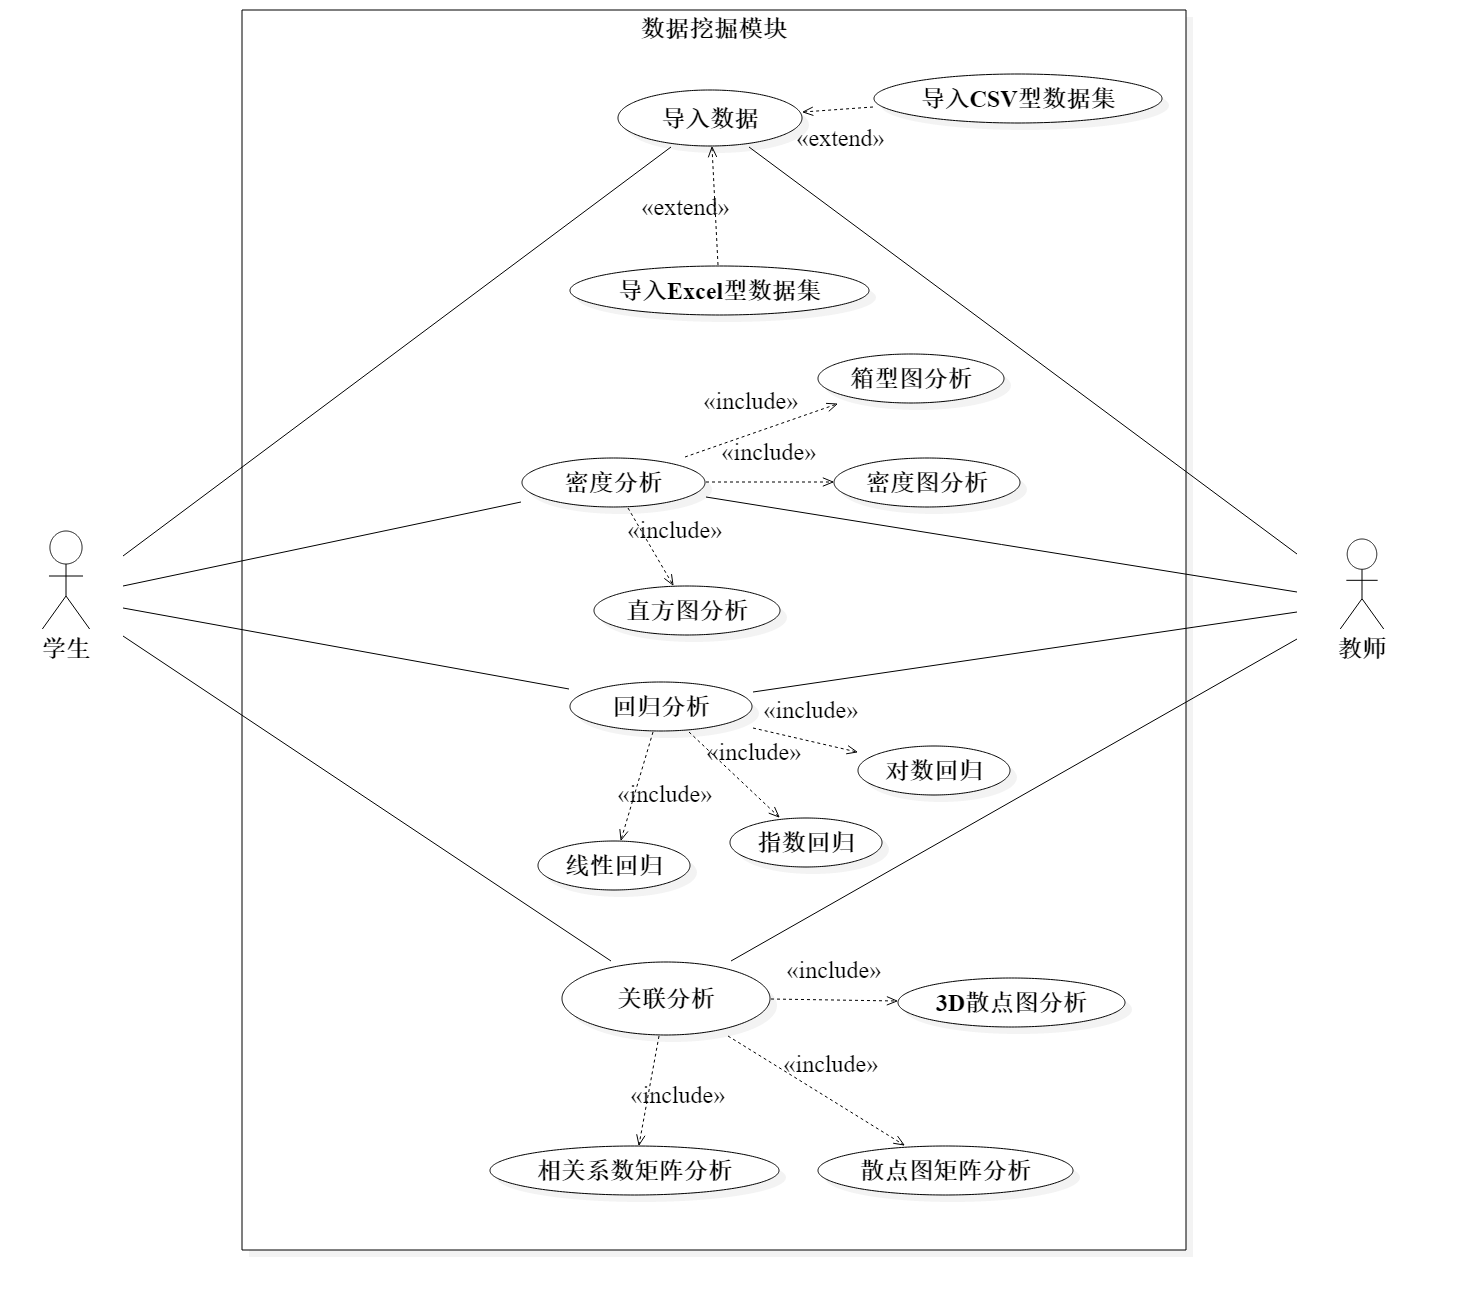 数据挖掘模块
导入数据
导入CSV型数据集
«extend»
«extend»
导入Excel型数据集
箱型图分析
«include»
«include»
密度分析
密度图分析
«include»
直方图分析
学生
教师
回归分析
«include»
«include»
对数回归
«include»
指数回归
线性回归
«include»
关联分析
3D散点图分析
«include»
«include»
相关系数矩阵分析
散点图矩阵分析